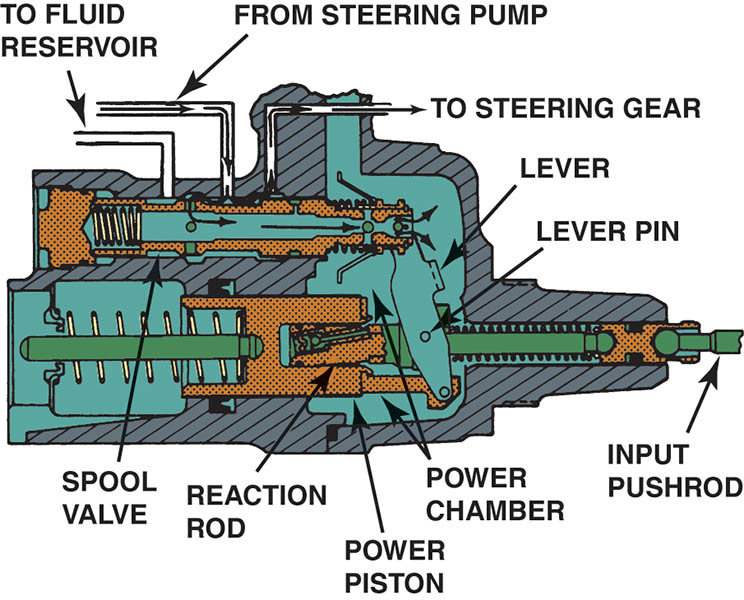 TO FLUID
RESERVOIR
FROM STEERING PUMP
TO STEERING GEAR
LEVER
LEVER PIN
INPUT
PUSHROD
POWER
CHAMBER
POWER
PISTON
REACTION
ROD
SPOOL
VALVE